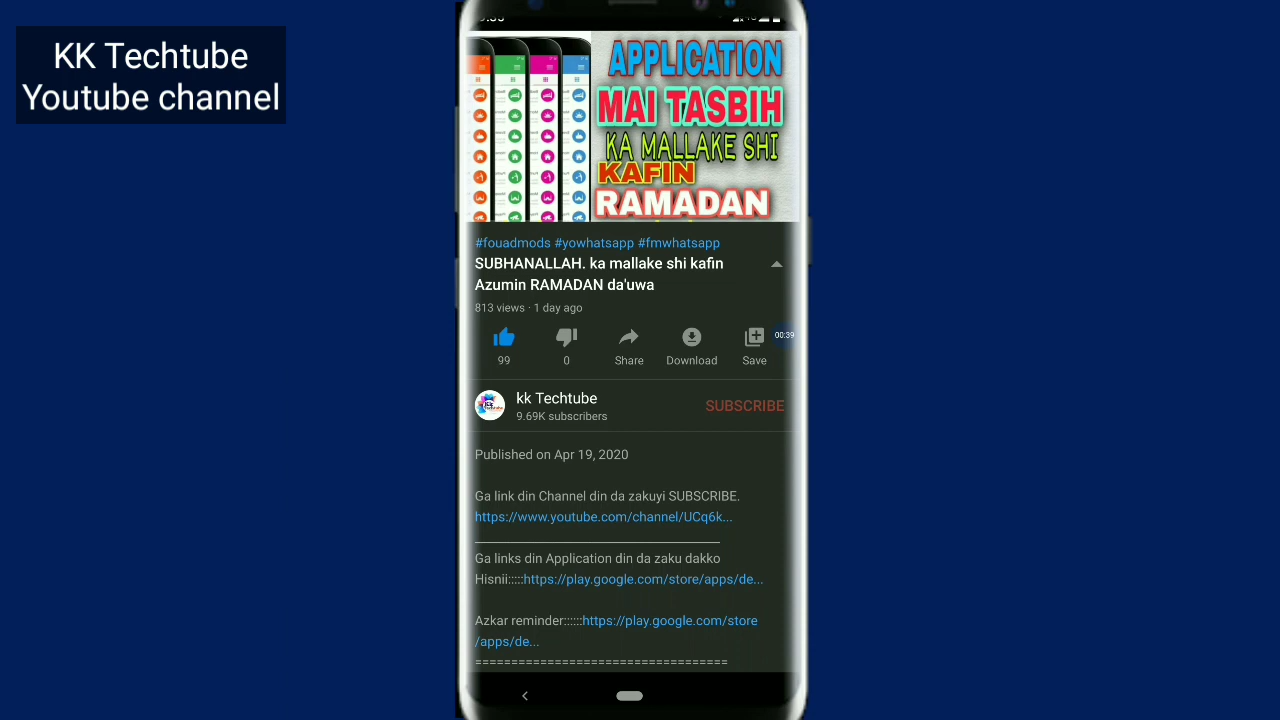 KK Techtube
Youtube channel
APPLICATION
MAI TASBIH
KA MALLAKE SHI
KAFIN
RAMADAN
#fouadmods #yowhatsapp #fmwhatsapp
SUBHANALLAH. ka mallake shi kafin
Azumin RAMADAN da'uwa
813 views · 1 day ago
00:39
99
0
Share
Download
Save
kk Techtube
9.69K subscribers
SUBSCRIBE
Published on Apr 19, 2020
Ga link din Channel din da zakuyi SUBSCRIBE.
https://www.youtube.com/channel/UCq6k...
Ga links din Application din da zaku dakko
Hisnii:::::https://play.google.com/store/apps/de...
Azkar reminder::::::https://play.google.com/store
/apps/de...
===================================